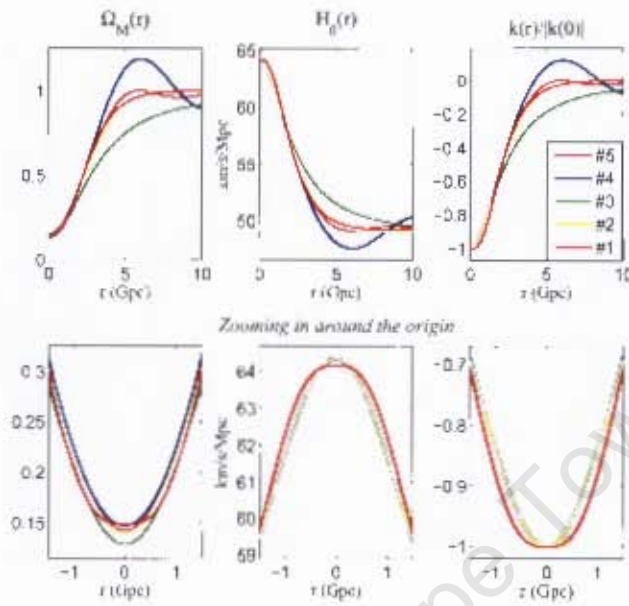 Ω_M(r) H_0(r) k(r)/|k(0)|
1 0.5 0
65 60 55 50
km/s/Mpc
0 −0.2 −0.4 −0.6 −0.8 −1
#5
#4
#3
#2
#1
0 5 10
0 5 10
0 5 10
r (Gpc) r (Gpc) r (Gpc)
Zooming in around the origin
0.3 0.25 0.2 0.15
64 63 62 61 60 59
km/s/Mpc
−0.7 −0.8 −0.9 −1
−1 0 1
−1 0 1
−1 0 1
r (Gpc) r (Gpc) r (Gpc)